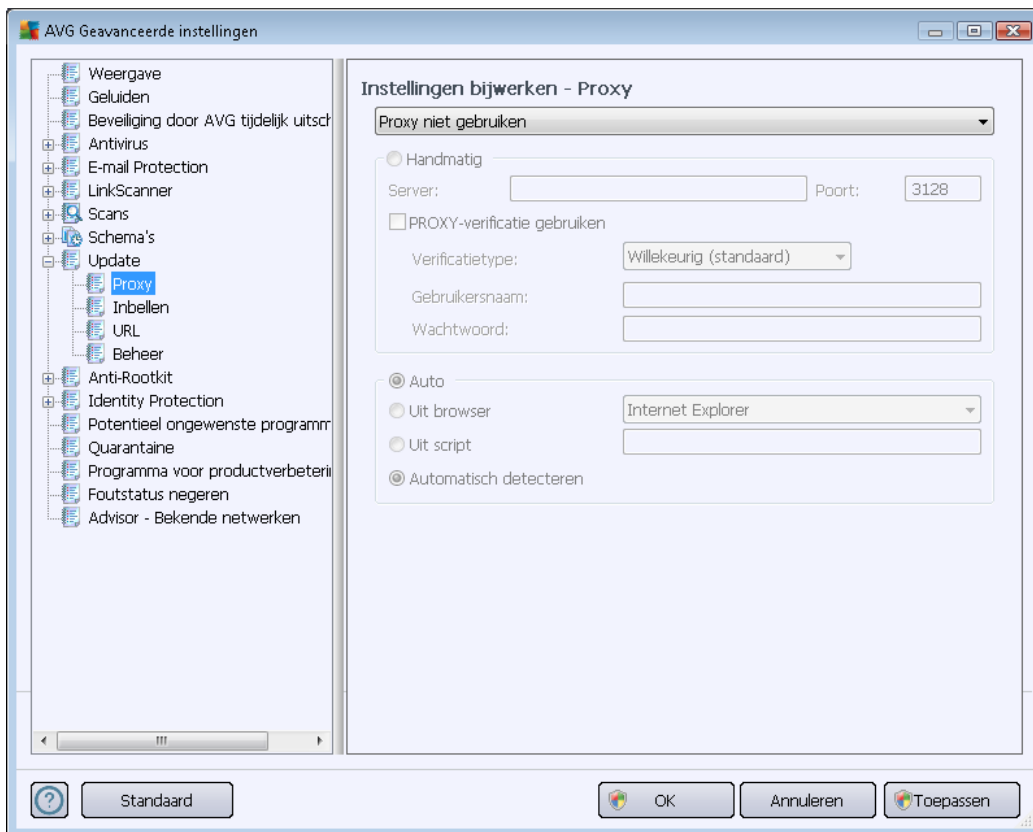 AVG Geavanceerde instellingen
Weergave
Geluiden
Beveiliging door AVG tijdelijk uitsch
Antivirus
E-mail Protection
LinkScanner
Scans
Schema's
Update
Proxy
Inbellen
URL
Beheer
Anti-Rootkit
Identity Protection
Potentieel ongewenste programm
Quarantaine
Programma voor productverbeterin
Foutstatus negeren
Advisor - Bekende netwerken
Instellingen bijwerken - Proxy
Proxy niet gebruiken
Handmatig
Server: Poort: 3128
PROXY-verificatie gebruiken
Verificatietype: Willekeurig (standaard)
Gebruikersnaam:
Wachtwoord:
Auto
Uit browser Internet Explorer
Uit script
Automatisch detecteren
Standaard OK Annuleren Toepassen